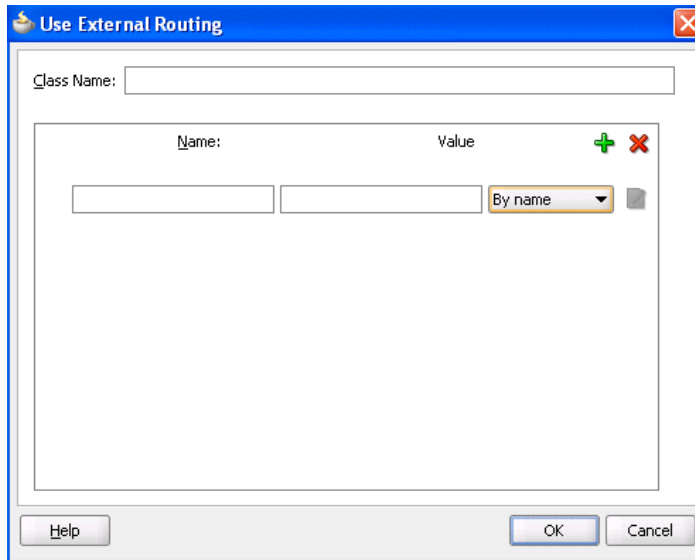 Use External Routing
Class Name:
Name: Value
By name
Help OK Cancel